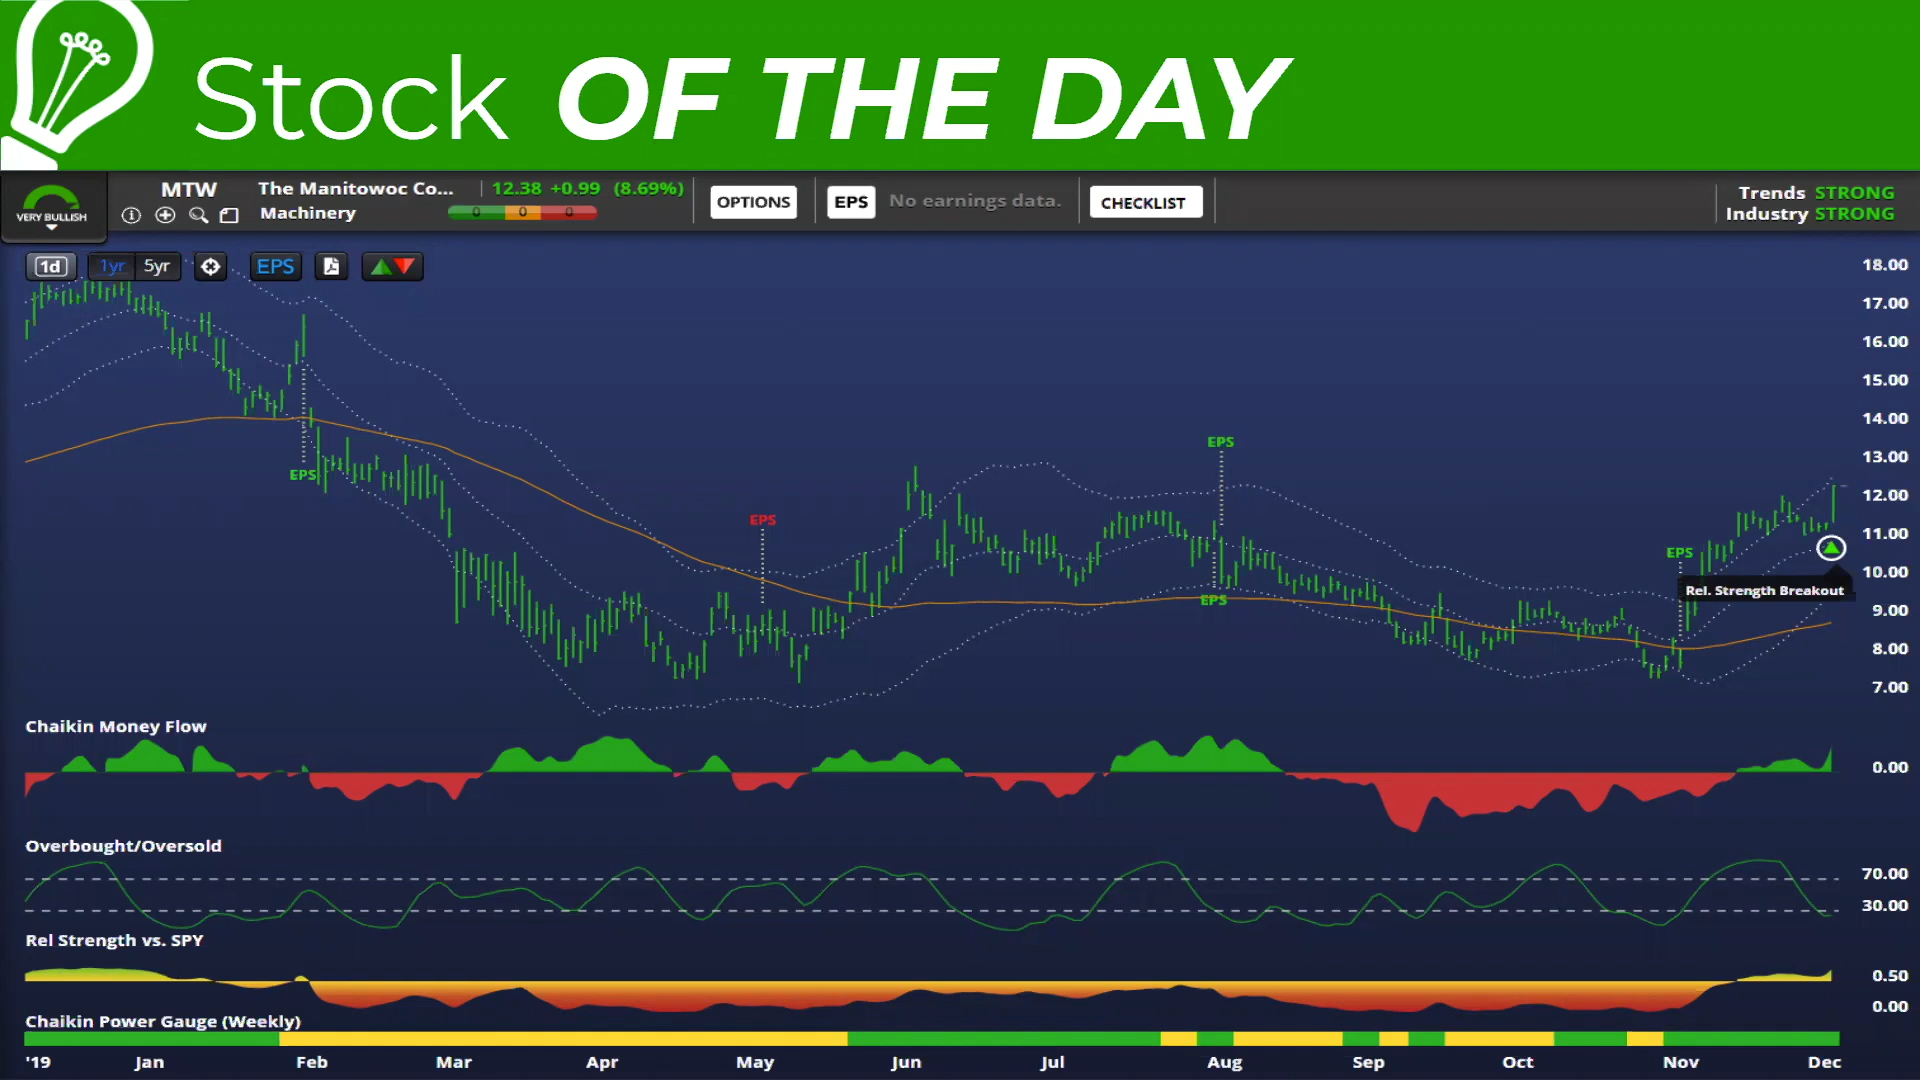 Stock OF THE DAY
VERY BULLISH
MTW
The Manitowoc Co...
12.38 +0.99 (8.69%)
Machinery
0 0 0
OPTIONS
EPS
No earnings data.
CHECKLIST
Trends STRONG
Industry STRONG
1d
1yr
5yr
EPS
18.00
17.00
16.00
15.00
14.00
13.00
12.00
11.00
10.00
9.00
8.00
7.00
EPS
EPS
EPS
EPS
EPS
Rel. Strength Breakout
Chaikin Money Flow
0.00
Overbought/Oversold
70.00
30.00
Rel Strength vs. SPY
0.50
0.00
Chaikin Power Gauge (Weekly)
'19 Jan Feb Mar Apr May Jun Jul Aug Sep Oct Nov Dec